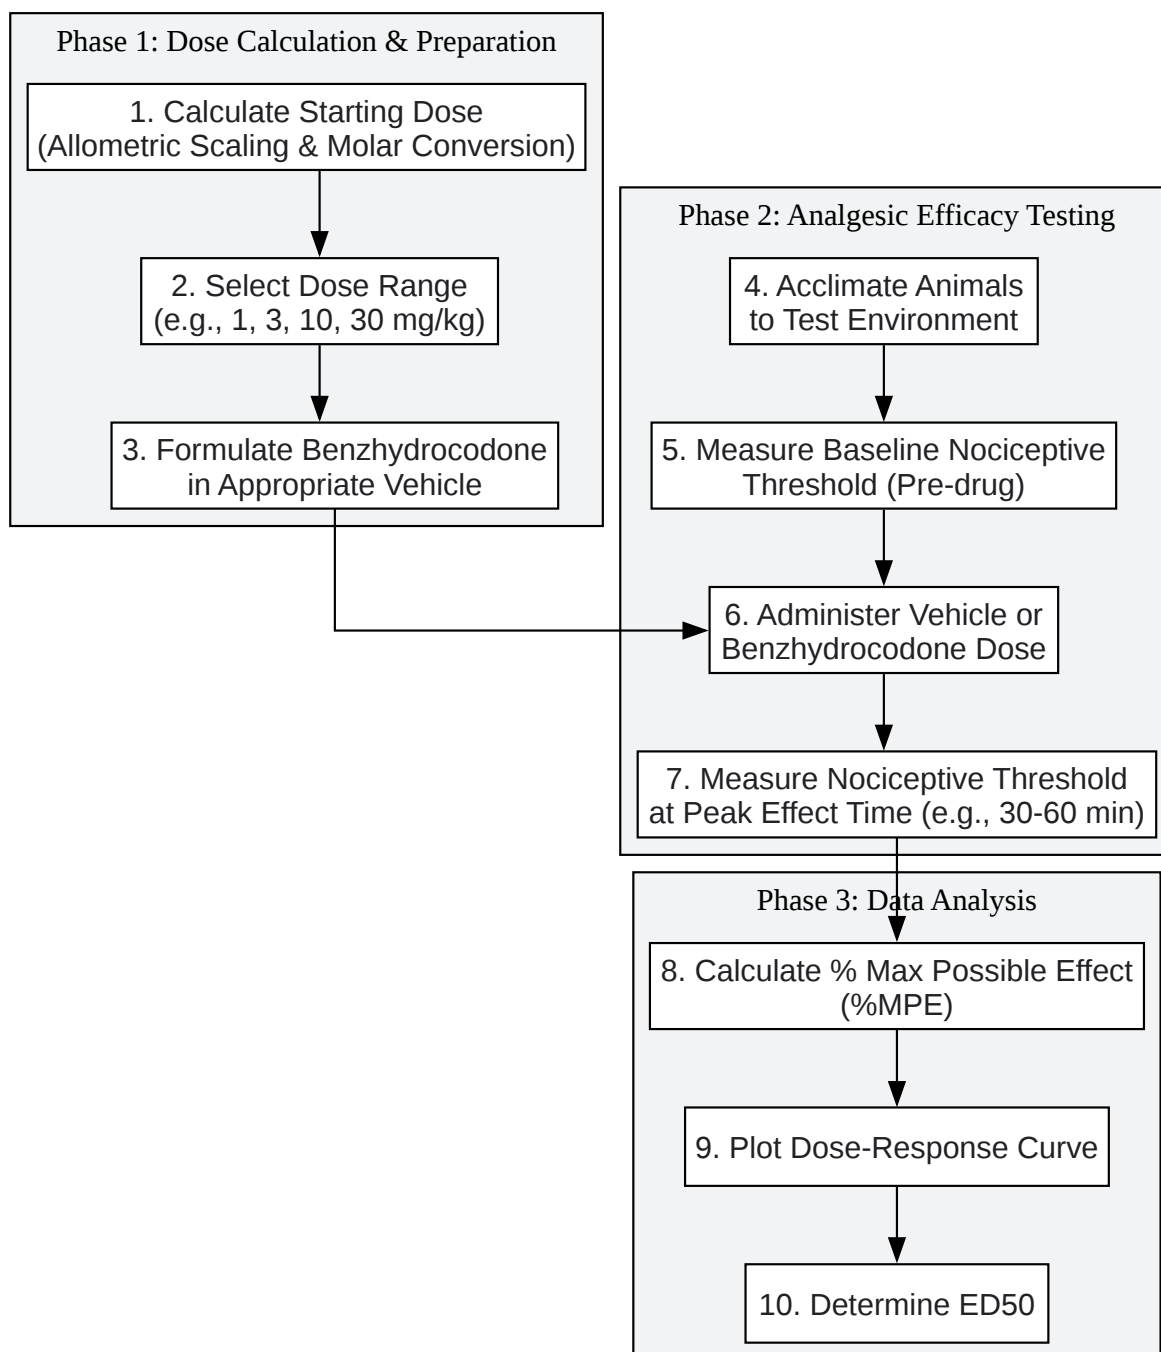 Phase 1: Dose Calculation & Preparation
1. Calculate Starting Dose
(Allometric Scaling & Molar Conversion)
2. Select Dose Range
(e.g., 1, 3, 10, 30 mg/kg)
3. Formulate Benzhydrocodone
in Appropriate Vehicle
Phase 2: Analgesic Efficacy Testing
4. Acclimate Animals
to Test Environment
5. Measure Baseline Nociceptive
Threshold (Pre-drug)
6. Administer Vehicle or
Benzhydrocodone Dose
7. Measure Nociceptive Threshold
at Peak Effect Time (e.g., 30-60 min)
Phase 3: Data Analysis
8. Calculate % Max Possible Effect
(%MPE)
9. Plot Dose-Response Curve
10. Determine ED50